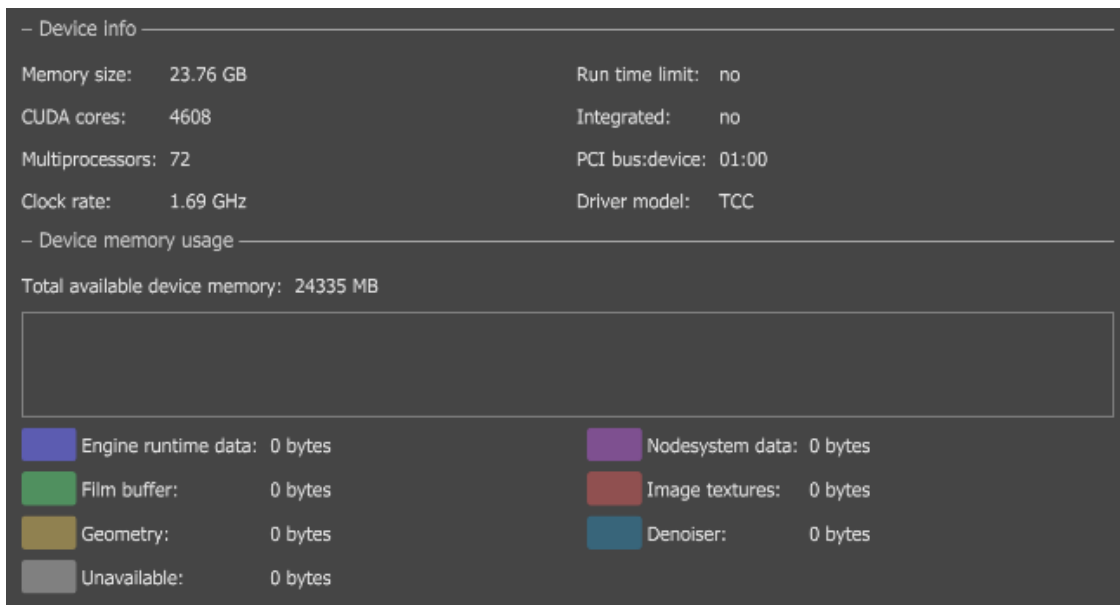 – Device info
Memory size: 23.76 GB Run time limit: no
CUDA cores: 4608 Integrated: no
Multiprocessors: 72 PCI bus:device: 01:00
Clock rate: 1.69 GHz Driver model: TCC
– Device memory usage
Total available device memory: 24335 MB
Engine runtime data: 0 bytes Nodesystem data: 0 bytes
Film buffer: 0 bytes Image textures: 0 bytes
Geometry: 0 bytes Denoiser: 0 bytes
Unavailable: 0 bytes